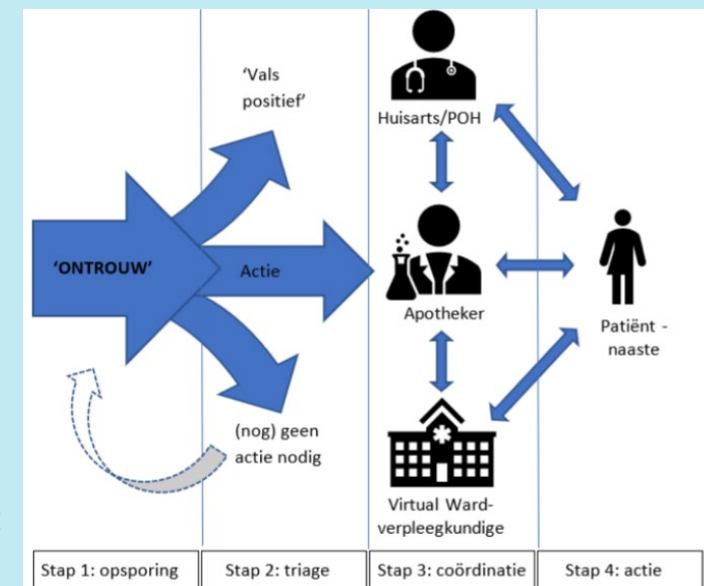 ‘Vals
positief’
‘ONTROUW’
Actie
(nog) geen
actie nodig
Huisarts/POH
Apotheker
Virtual Ward-
verpleegkundige
Patiënt -
naaste
Stap 1: opsporing
Stap 2: triage
Stap 3: coördinatie
Stap 4: actie